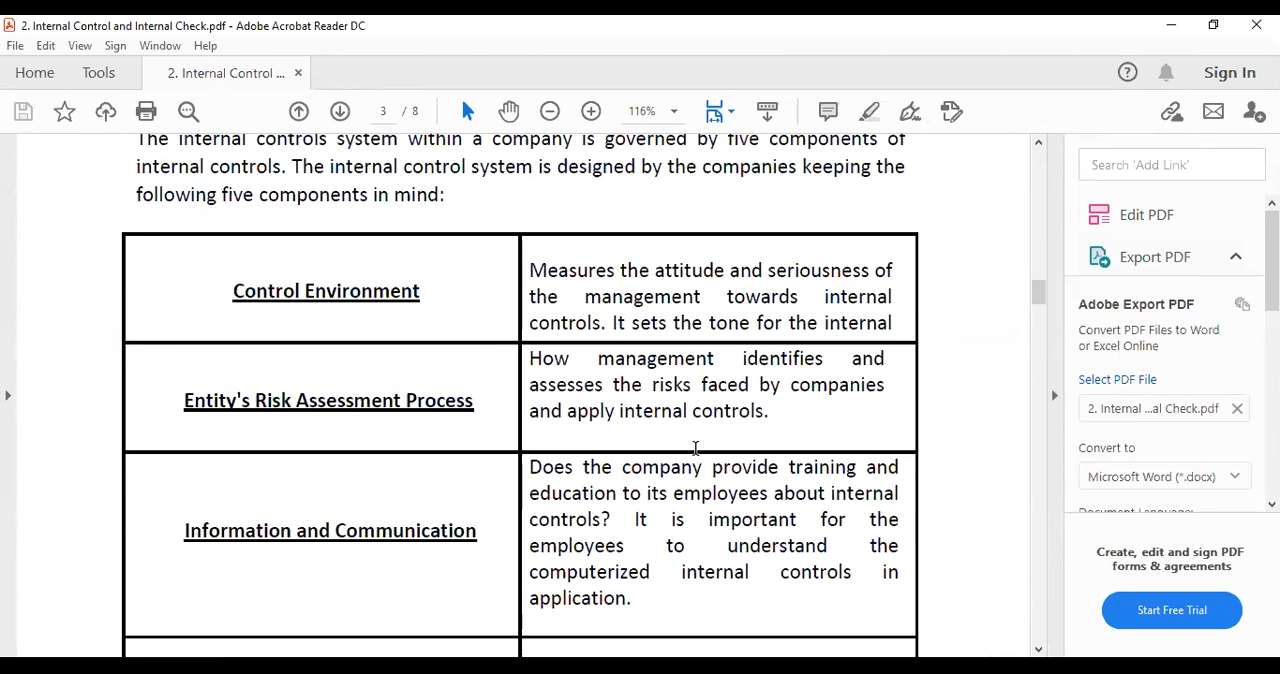 2. Internal Control and Internal Check.pdf - Adobe Acrobat Reader DC
File Edit View Sign Window Help
Home Tools 2. Internal Control ... × Sign In
3 / 8 116%
The internal controls system within a company is governed by five components of
internal controls. The internal control system is designed by the companies keeping the
following five components in mind:
Control Environment
Measures the attitude and seriousness of
the management towards internal
controls. It sets the tone for the internal
Entity's Risk Assessment Process
How management identifies and
assesses the risks faced by companies
and apply internal controls.
Information and Communication
Does the company provide training and
education to its employees about internal
controls? It is important for the
employees to understand the
computerized internal controls in
application.
Search 'Add Link'
Edit PDF
Export PDF
Adobe Export PDF
Convert PDF Files to Word
or Excel Online
Select PDF File
2. Internal ...al Check.pdf
Convert to
Microsoft Word (*.docx)
Document Language:
Create, edit and sign PDF
forms & agreements
Start Free Trial